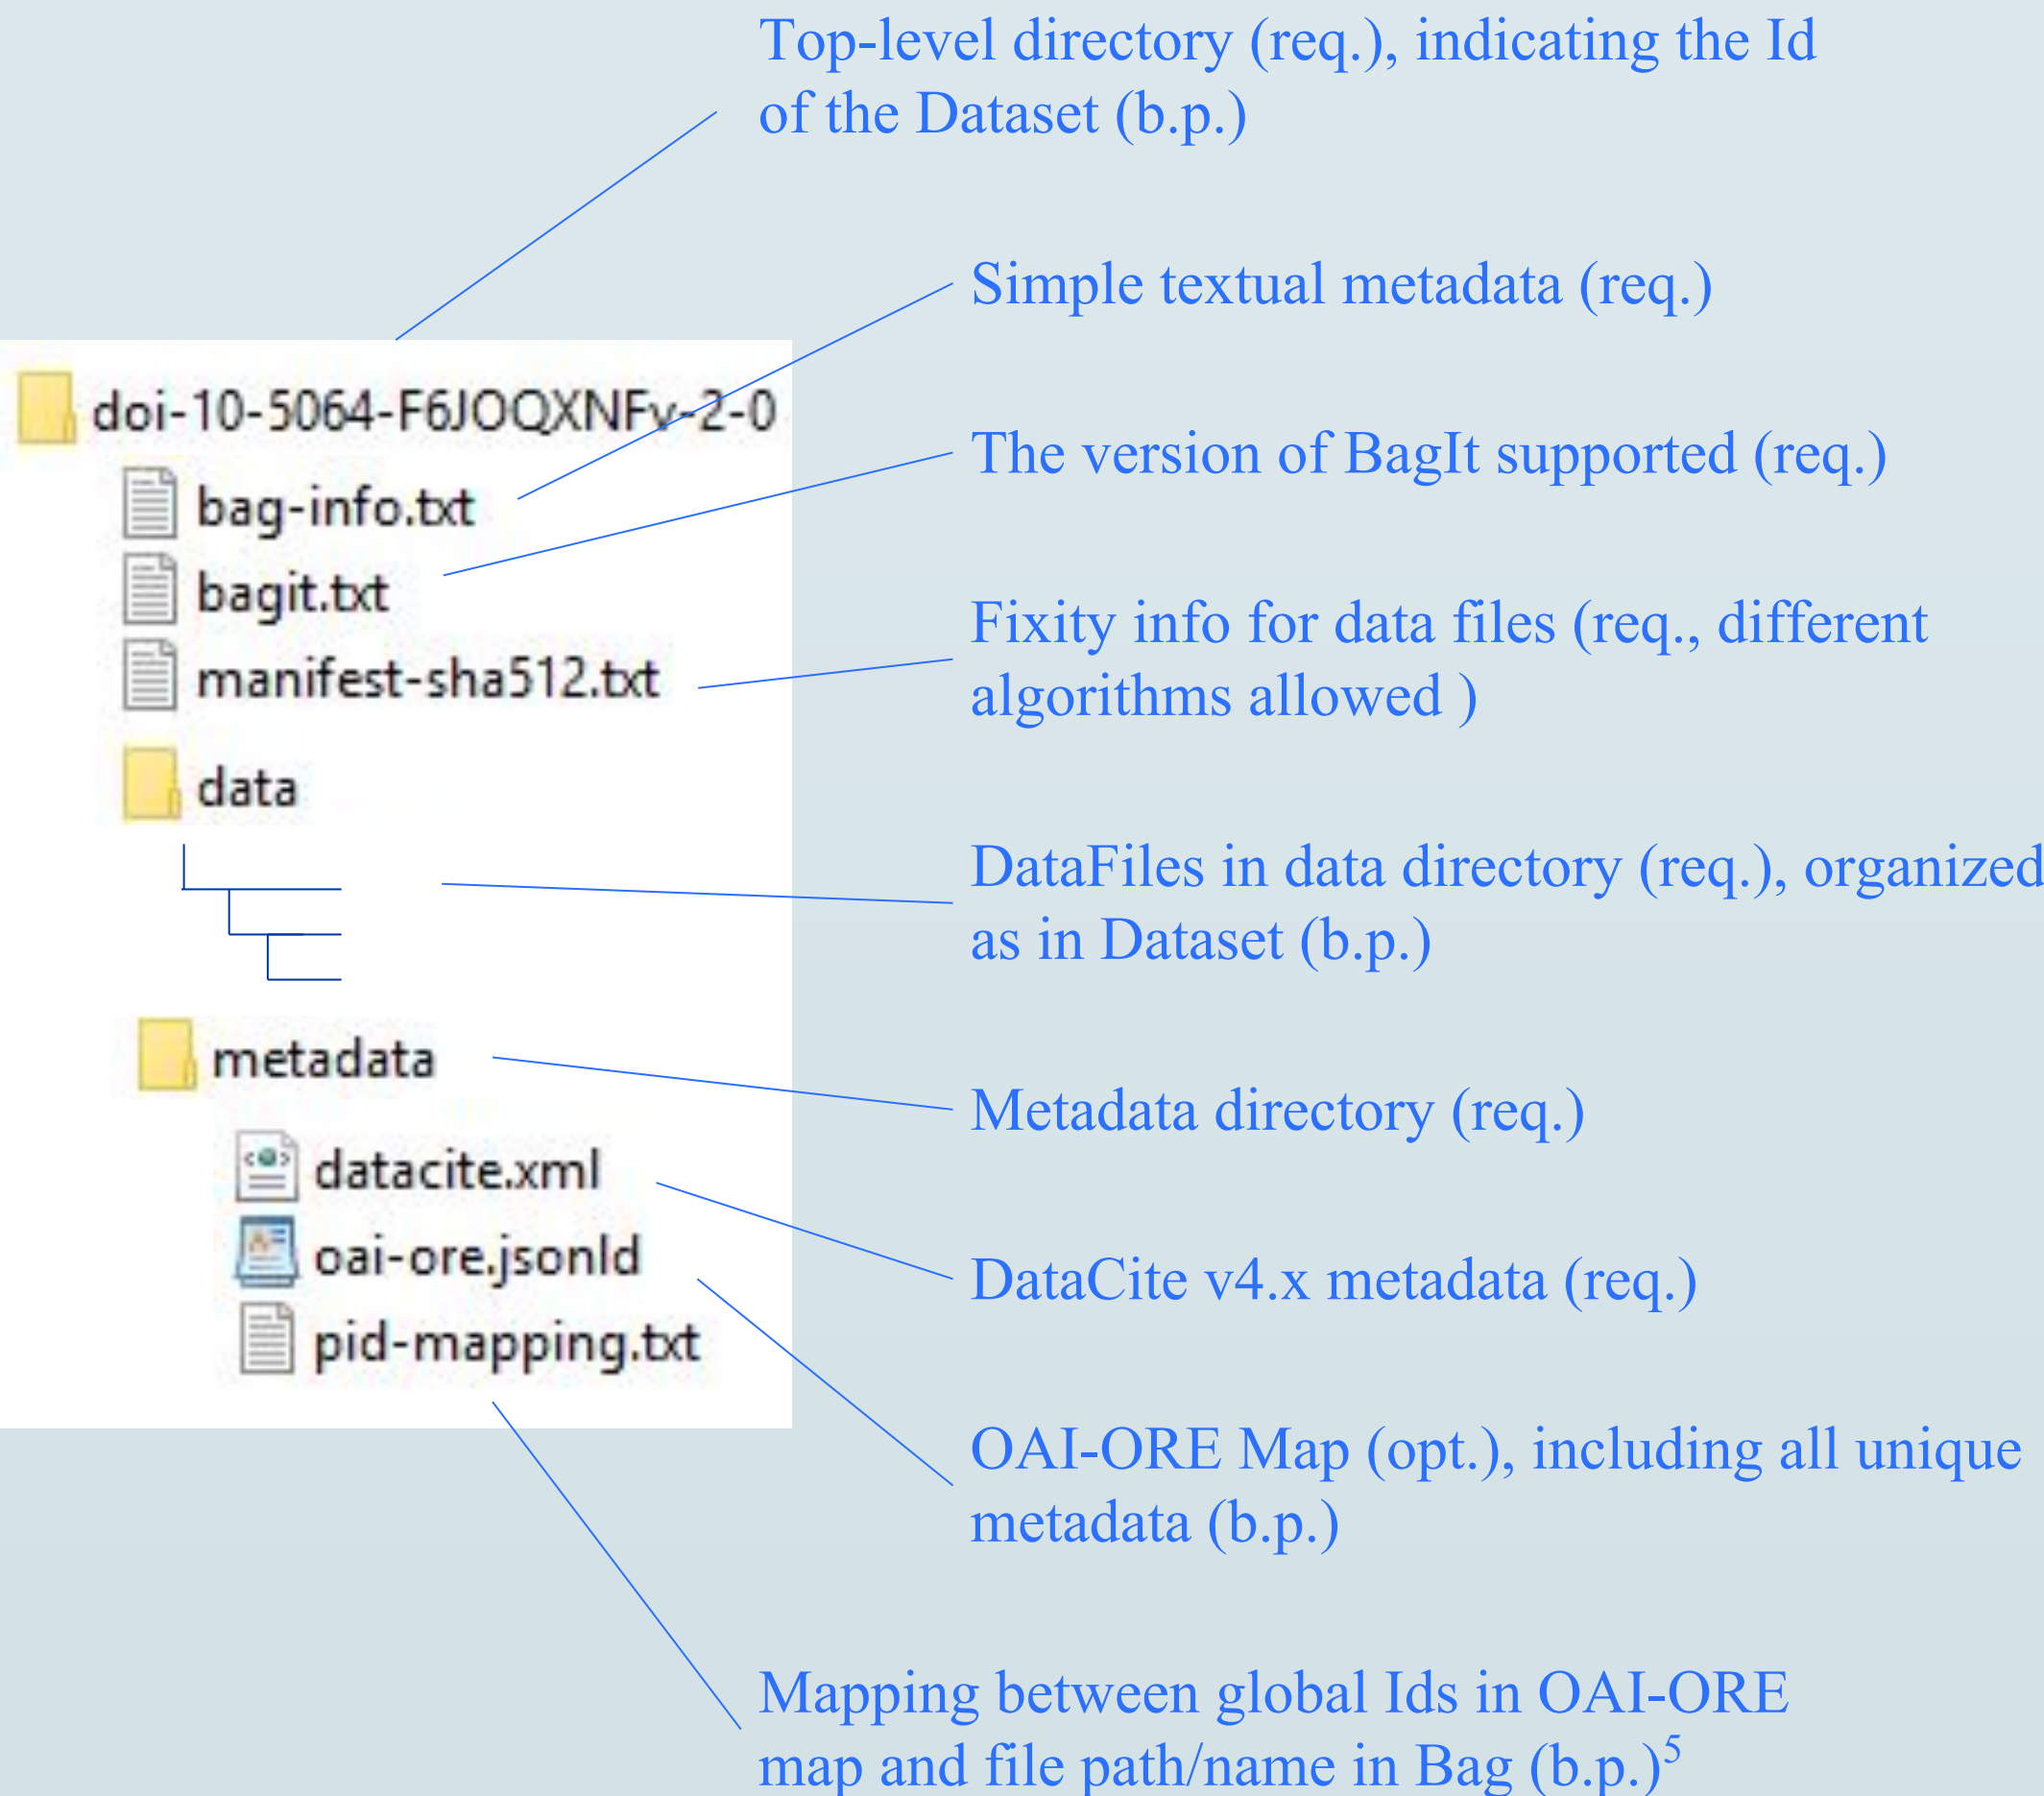 Top-level directory (req.), indicating the Id
of the Dataset (b.p.)
Simple textual metadata (req.)
doi-10-5064-F6JOQXNFv-2-0
The version of BagIt supported (req.)
bag-info.txt
bagit.txt
Fixity info for data files (req., different
algorithms allowed )
manifest-sha512.txt
data
DataFiles in data directory (req.), organized
as in Dataset (b.p.)
metadata
Metadata directory (req.)
datacite.xml
oai-ore.jsonld
DataCite v4.x metadata (req.)
pid-mapping.txt
OAI-ORE Map (opt.), including all unique
metadata (b.p.)
Mapping between global Ids in OAI-ORE
map and file path/name in Bag (b.p.)⁵